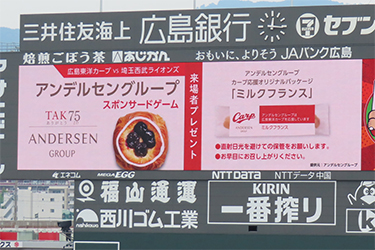 三井住友海上
広島銀行
セブン
焙煎ごぼう茶
あじかん
おもいに、よりそう JAバンク広島
広島東洋カープ vs 埼玉西武ライオンズ
アンデルセングループ
スポンサードゲーム
TAK75
ANDERSEN
GROUP
来場者プレゼント
アンデルセングループ
カープ応援オリジナルパッケージ
「ミルクフランス」
Carp
ミルクフランス
●直射日光を避けての保管をお願いします。
●お早目にお召し上がりください。
提供元/アンデルセングループ
エネコム
MEGA EGG
NTT DATA
NTTデータ中国
福山通運
西川ゴム工業
KIRIN
一番搾り